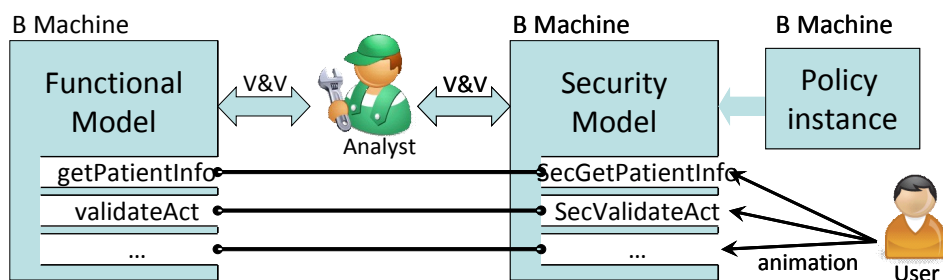 B Machine
B Machine
B Machine
Functional
Model
V&V
Analyst
V&V
Security
Model
Policy
instance
getPatientInfo
SecGetPatientInfo
validateAct
SecValidateAct
...
...
animation
User